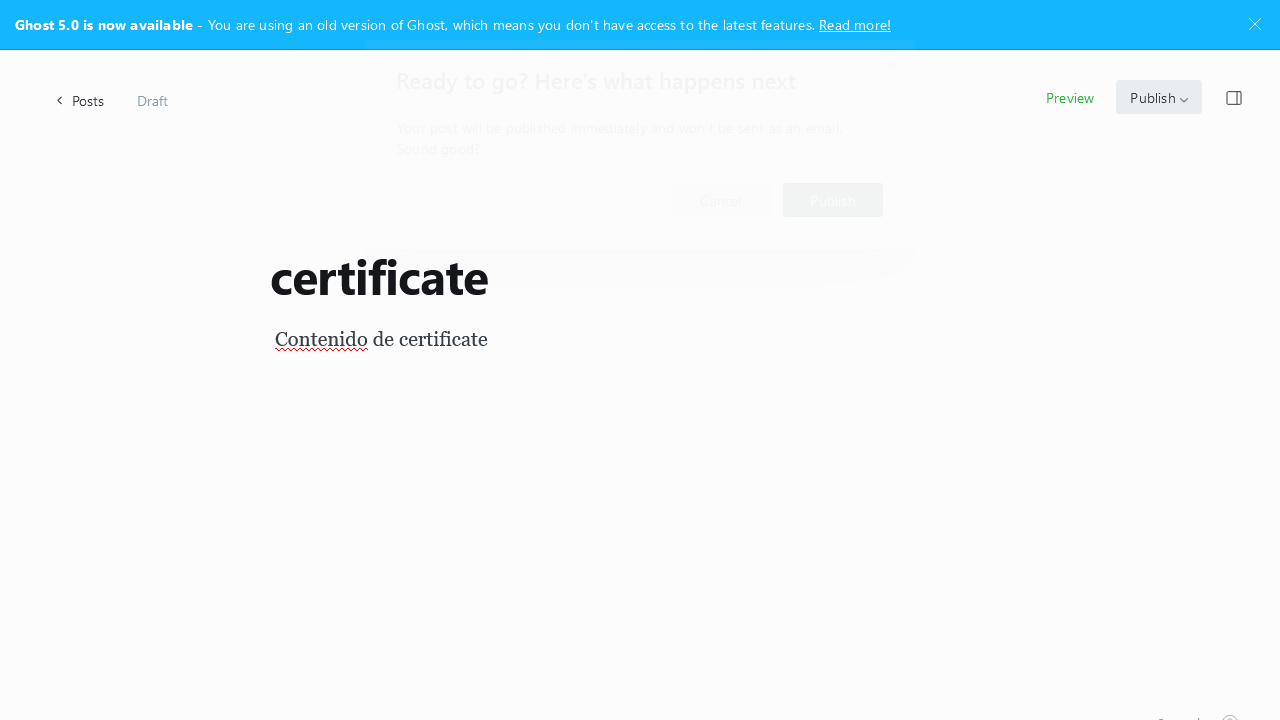 Ghost 5.0 is now available - You are using an old version of Ghost, which means you don't have access to the latest features. Read more!
Posts
Draft
Preview
Publish
Ready to go? Here's what happens next
Your post will be published immediately and won't be sent as an email.
Sound good?
Cancel
Publish
certificate
Contenido de certificate